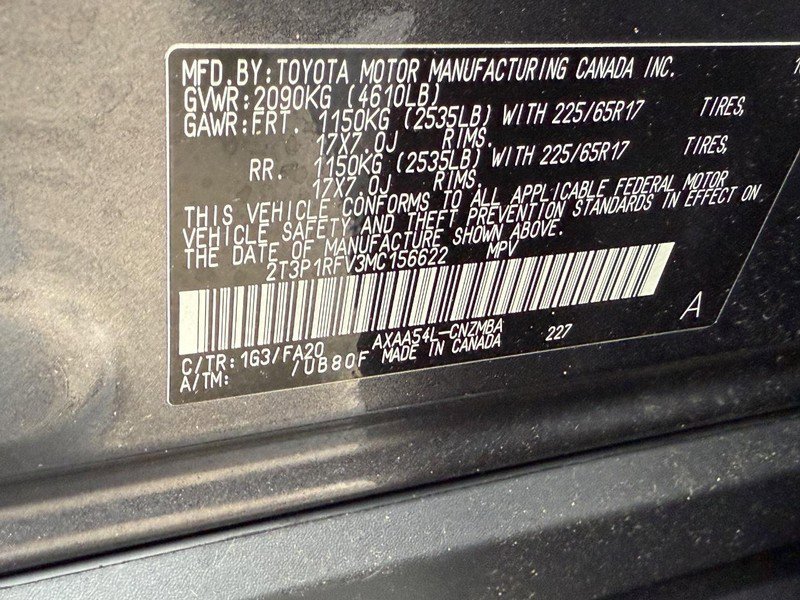 MFD.BY:TOYOTA MOTOR MANUFACTURING CANADA INC.
GVWR:2090KG (4610LB)
GAWR:FRT. 1150KG (2535LB) WITH 225/65R17 TIRES,
17X7.0J RIMS.
RR. 1150KG (2535LB) WITH 225/65R17 TIRES,
17X7.0J RIMS.
THIS VEHICLE CONFORMS TO ALL APPLICABLE FEDERAL MOTOR
VEHICLE SAFETY AND THEFT PREVENTION STANDARDS IN EFFECT ON
THE DATE OF MANUFACTURE SHOWN ABOVE.
2T3P1RFV3MC156622 MPV
A
C/TR:1G3/FA20 AXAA54L-CNZMBA 227
A/TM: /UB80F MADE IN CANADA